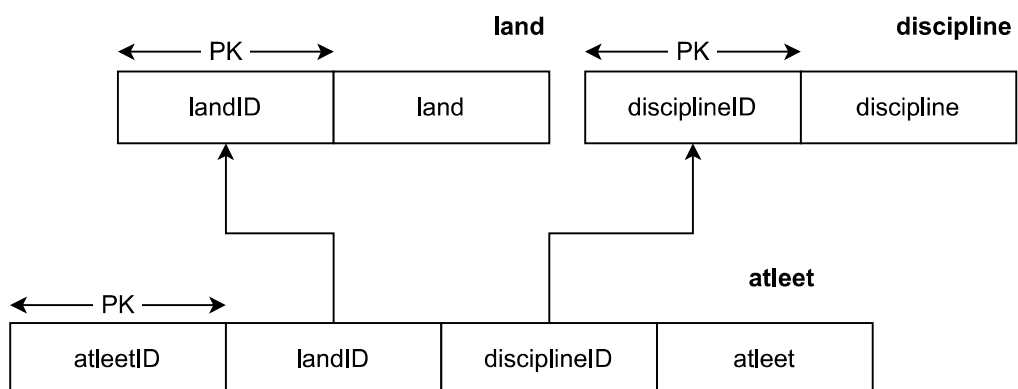 land discipline
PK PK
landID land disciplineID discipline
atleet
PK
atleetID landID disciplineID atleet